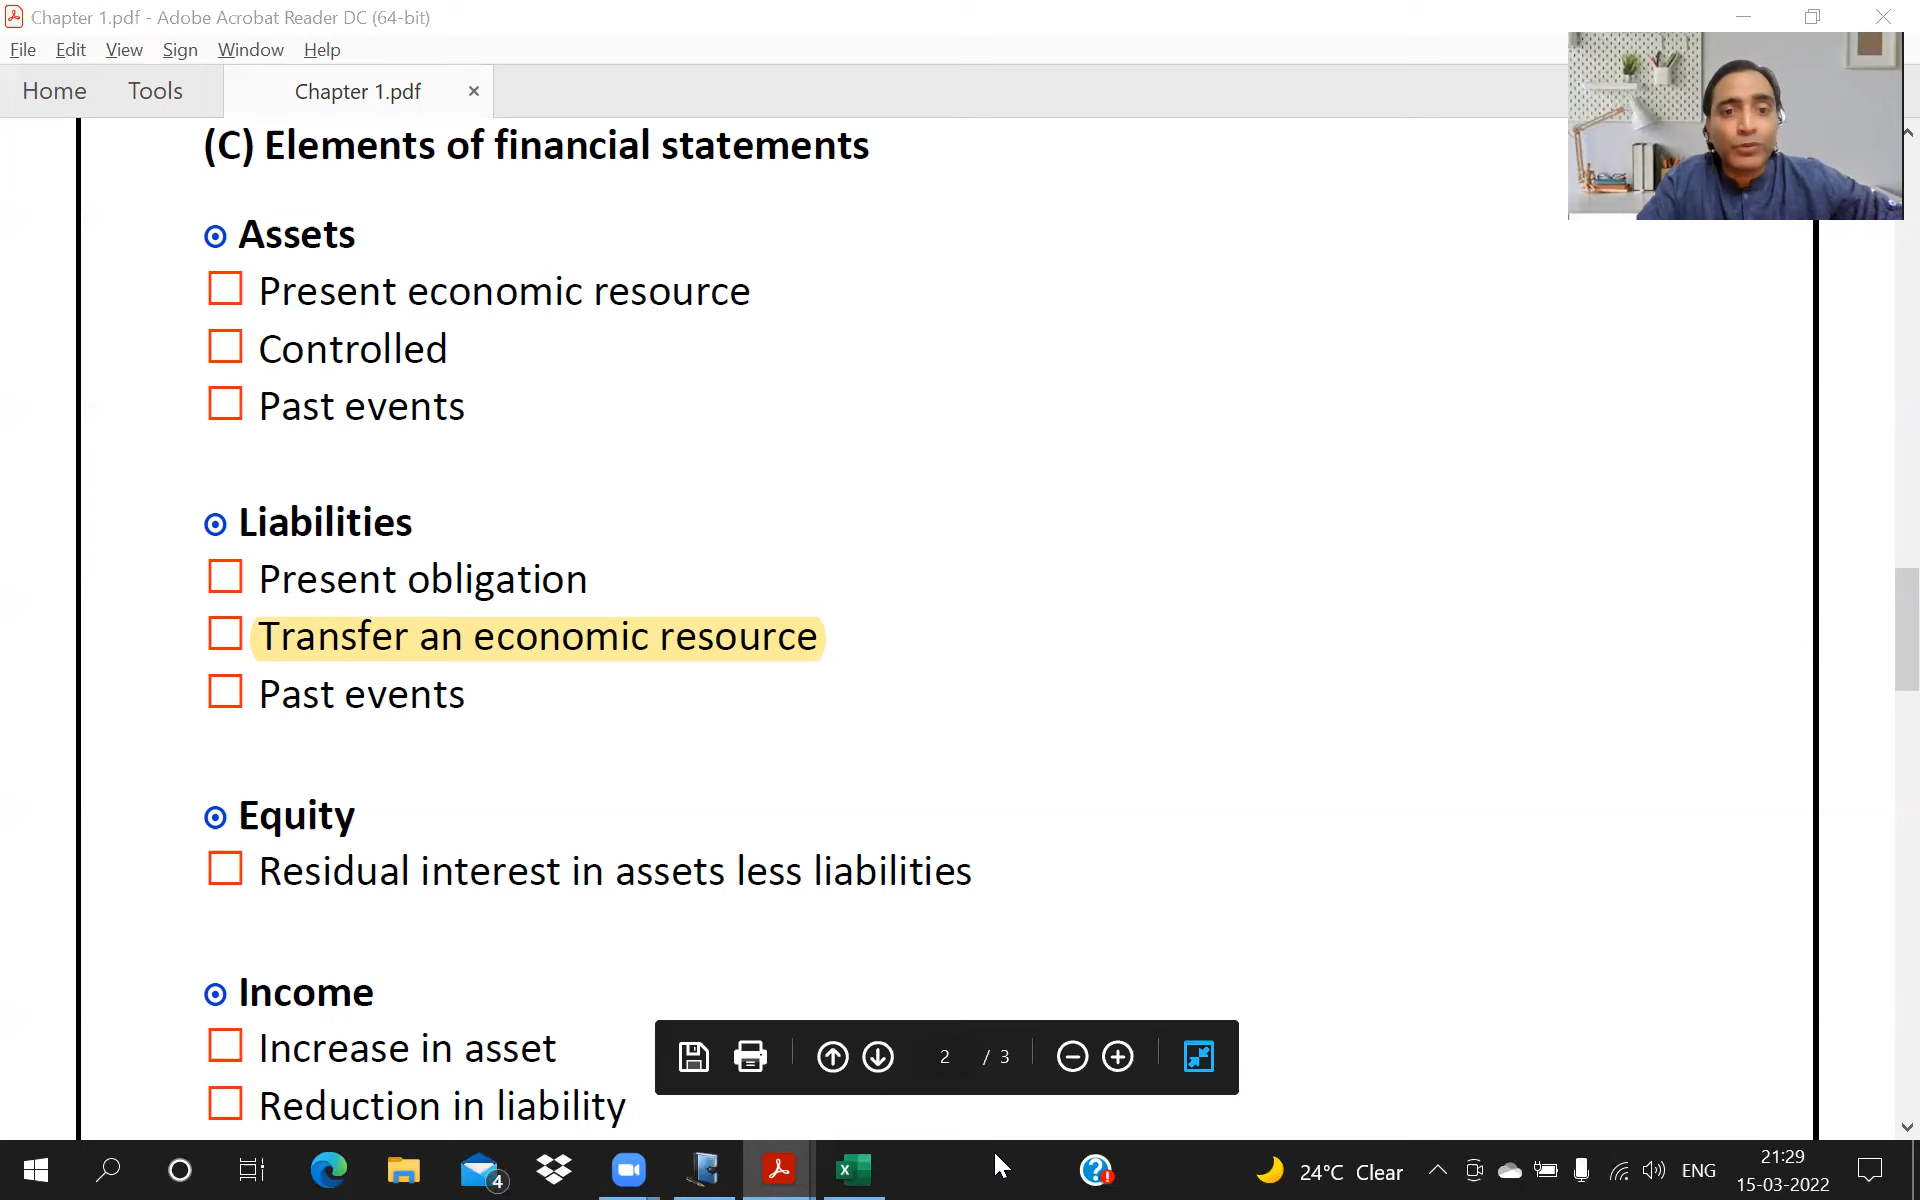 Chapter 1.pdf - Adobe Acrobat Reader DC (64-bit)
File Edit View Sign Window Help
Home Tools Chapter 1.pdf ×
(C) Elements of financial statements
Assets
Present economic resource
Controlled
Past events
Liabilities
Present obligation
Transfer an economic resource
Past events
Equity
Residual interest in assets less liabilities
Income
Increase in asset
Reduction in liability
2 / 3
4
24°C Clear
ENG
21:29
15-03-2022